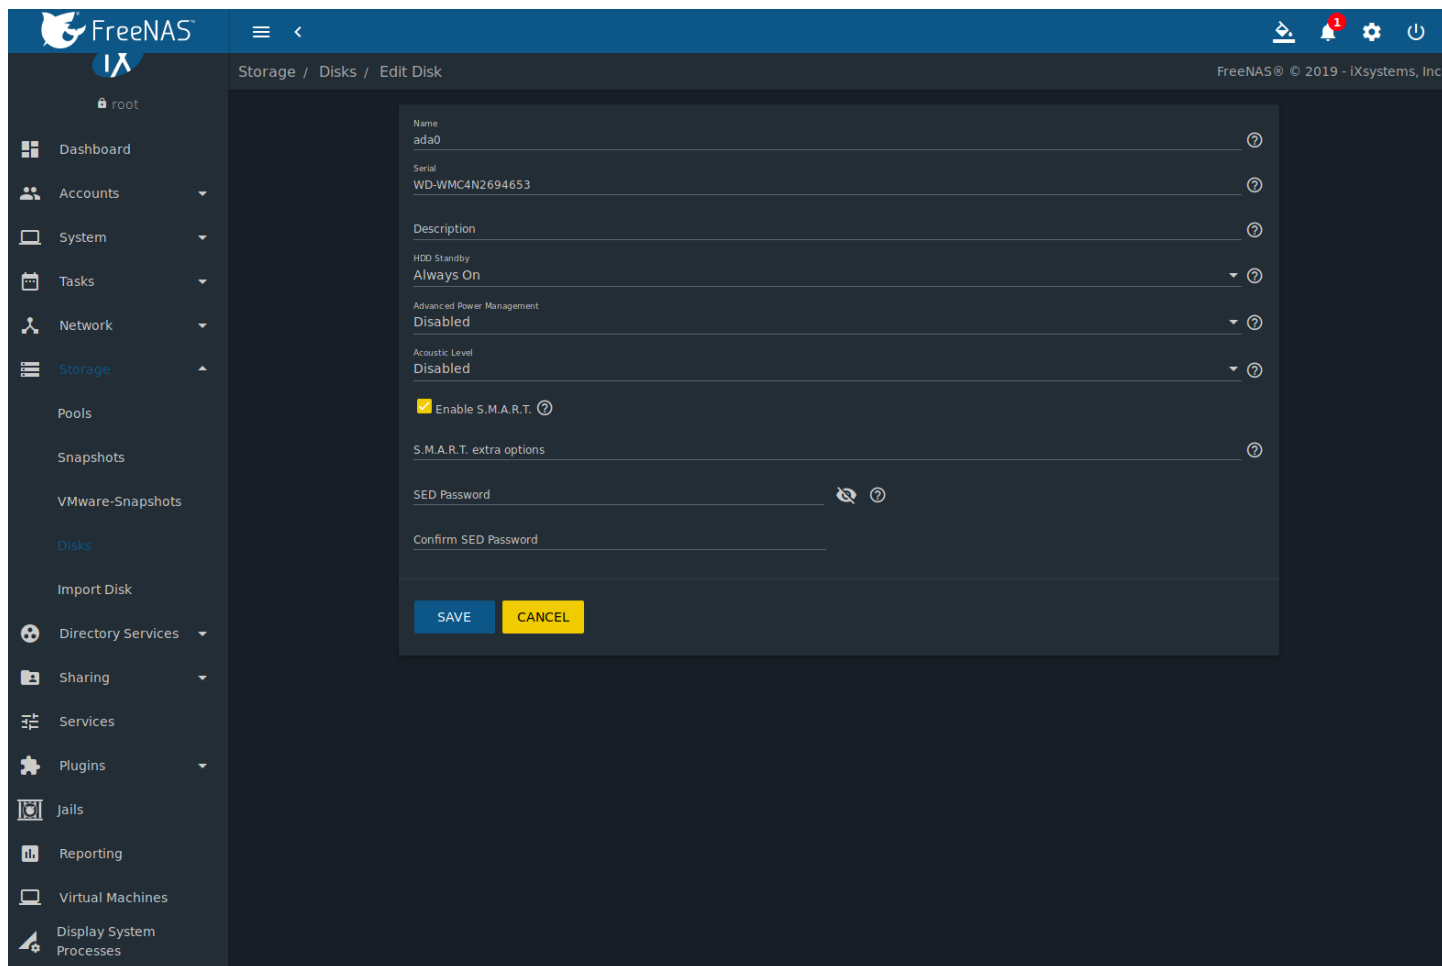 FreeNAS™
1
iX
Storage / Disks / Edit Disk
FreeNAS® © 2019 - iXsystems, Inc
root
Dashboard
Accounts
System
Tasks
Network
Storage
Pools
Snapshots
VMware-Snapshots
Disks
Import Disk
Directory Services
Sharing
Services
Plugins
Jails
Reporting
Virtual Machines
Display System
Processes
Name
ada0
Serial
WD-WMC4N2694653
Description
HDD Standby
Always On
Advanced Power Management
Disabled
Acoustic Level
Disabled
Enable S.M.A.R.T.
S.M.A.R.T. extra options
SED Password
Confirm SED Password
SAVE CANCEL